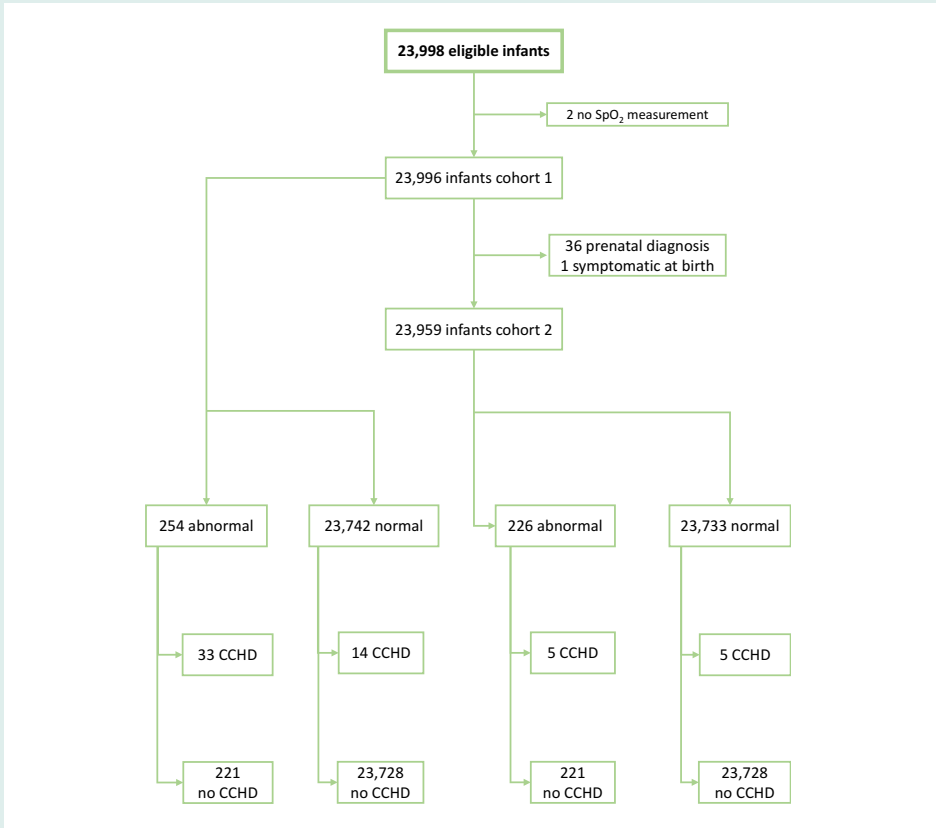 23,998 eligible infants
2 no SpO₂ measurement
23,996 infants cohort 1
36 prenatal diagnosis
1 symptomatic at birth
23,959 infants cohort 2
254 abnormal
23,742 normal
226 abnormal
23,733 normal
33 CCHD
14 CCHD
5 CCHD
5 CCHD
221
no CCHD
23,728
no CCHD
221
no CCHD
23,728
no CCHD